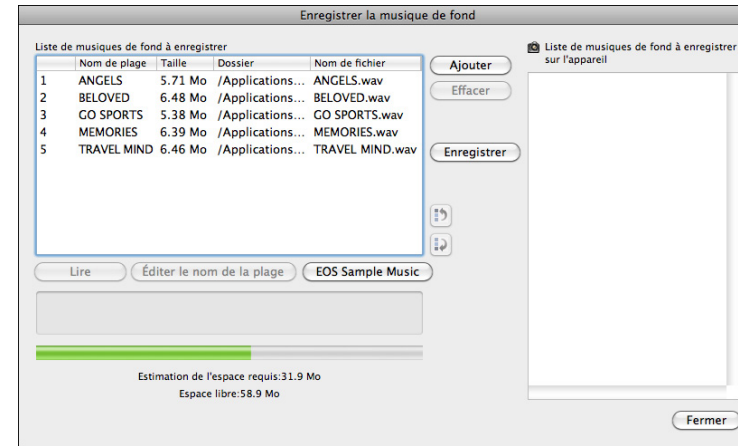 Enregistrer la musique de fond
Liste de musiques de fond à enregistrer
Nom de plage Taille Dossier Nom de fichier
1 ANGELS 5.71 Mo /Applications... ANGELS.wav
2 BELOVED 6.48 Mo /Applications... BELOVED.wav
3 GO SPORTS 5.38 Mo /Applications... GO SPORTS.wav
4 MEMORIES 6.39 Mo /Applications... MEMORIES.wav
5 TRAVEL MIND 6.46 Mo /Applications... TRAVEL MIND.wav
Ajouter
Effacer
Enregistrer
Lire Éditer le nom de la plage EOS Sample Music
Estimation de l'espace requis:31.9 Mo
Espace libre:58.9 Mo
Liste de musiques de fond à enregistrer
sur l'appareil
Fermer